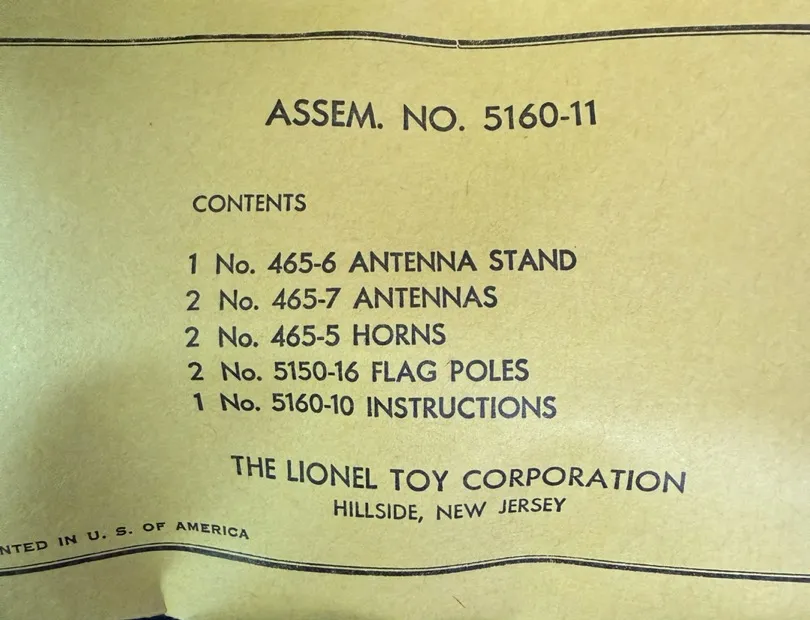 ASSEM. NO. 5160-11
CONTENTS
1 No. 465-6 ANTENNA STAND
2 No. 465-7 ANTENNAS
2 No. 465-5 HORNS
2 No. 5150-16 FLAG POLES
1 No. 5160-10 INSTRUCTIONS
THE LIONEL TOY CORPORATION
HILLSIDE, NEW JERSEY
IN U. S. OF AMERICA